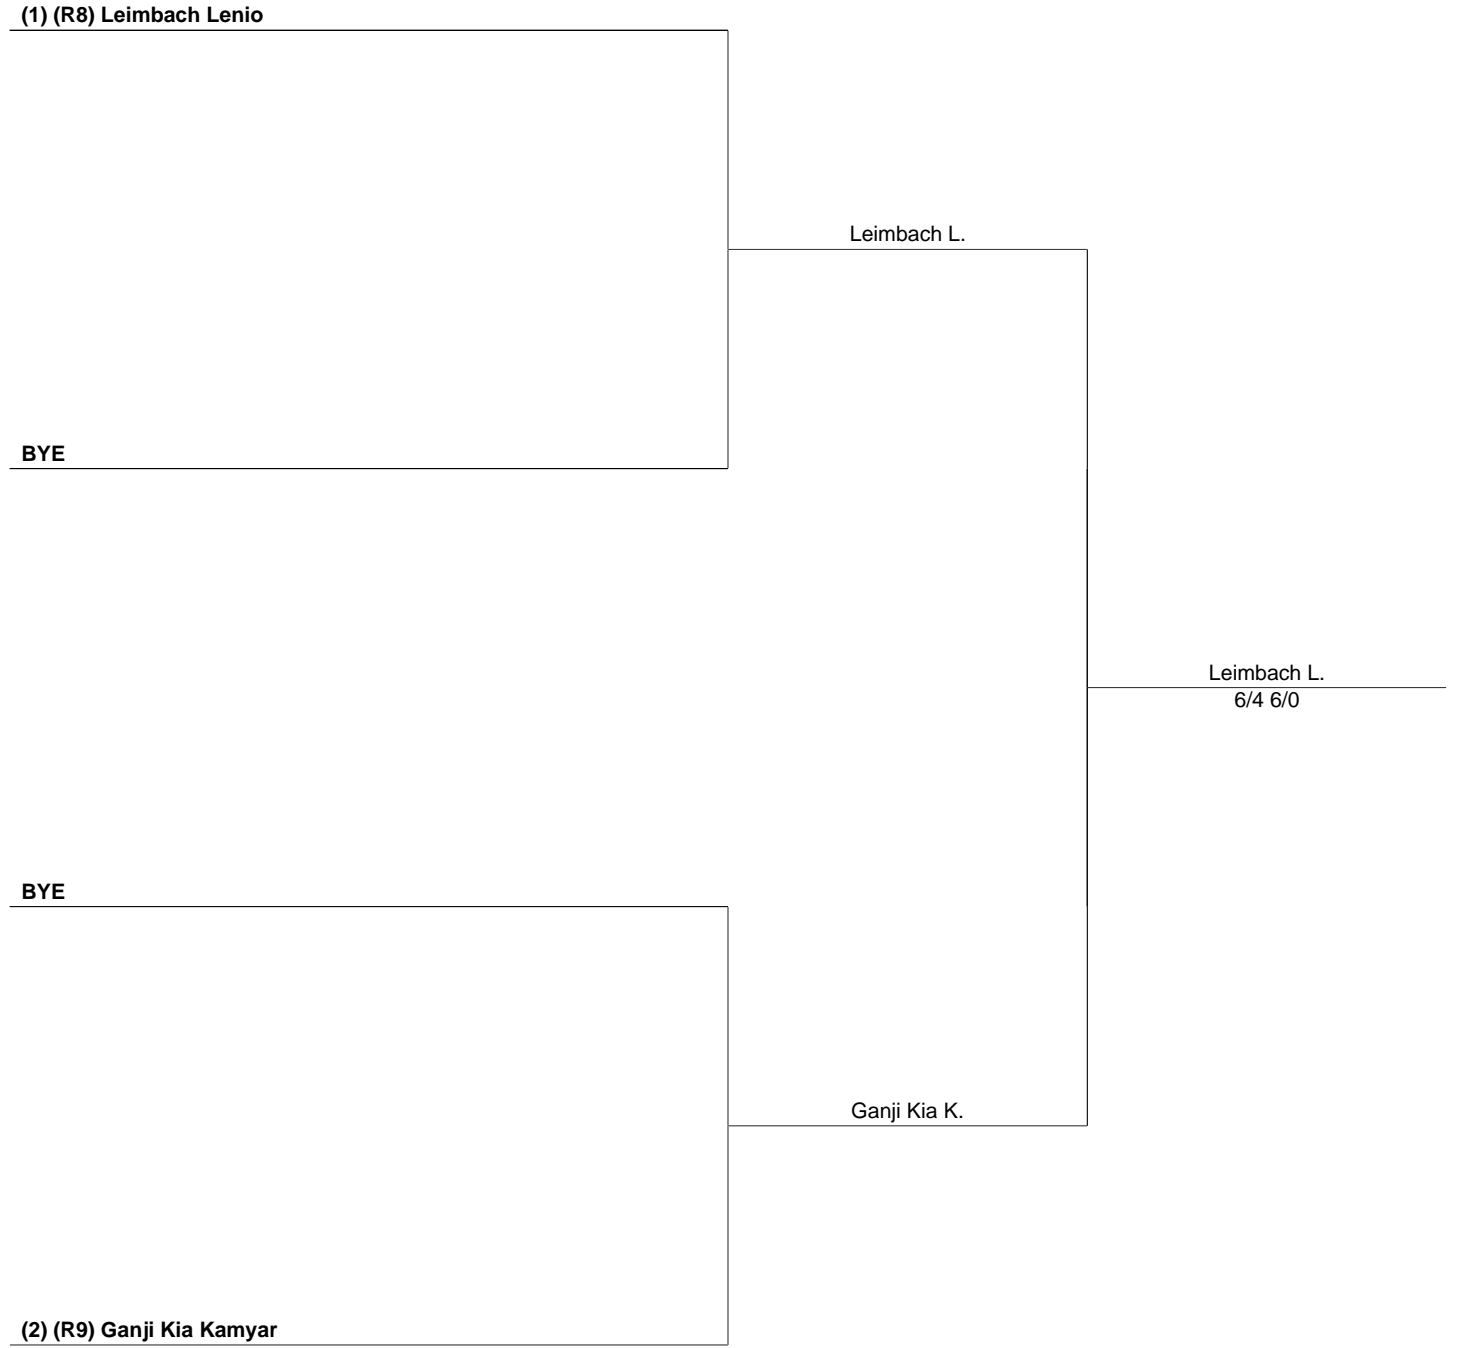 (1) (R8) Leimbach Lenio
Leimbach L.
BYE
Leimbach L.
6/4 6/0
BYE
Ganji Kia K.
(2) (R9) Ganji Kia Kamyar